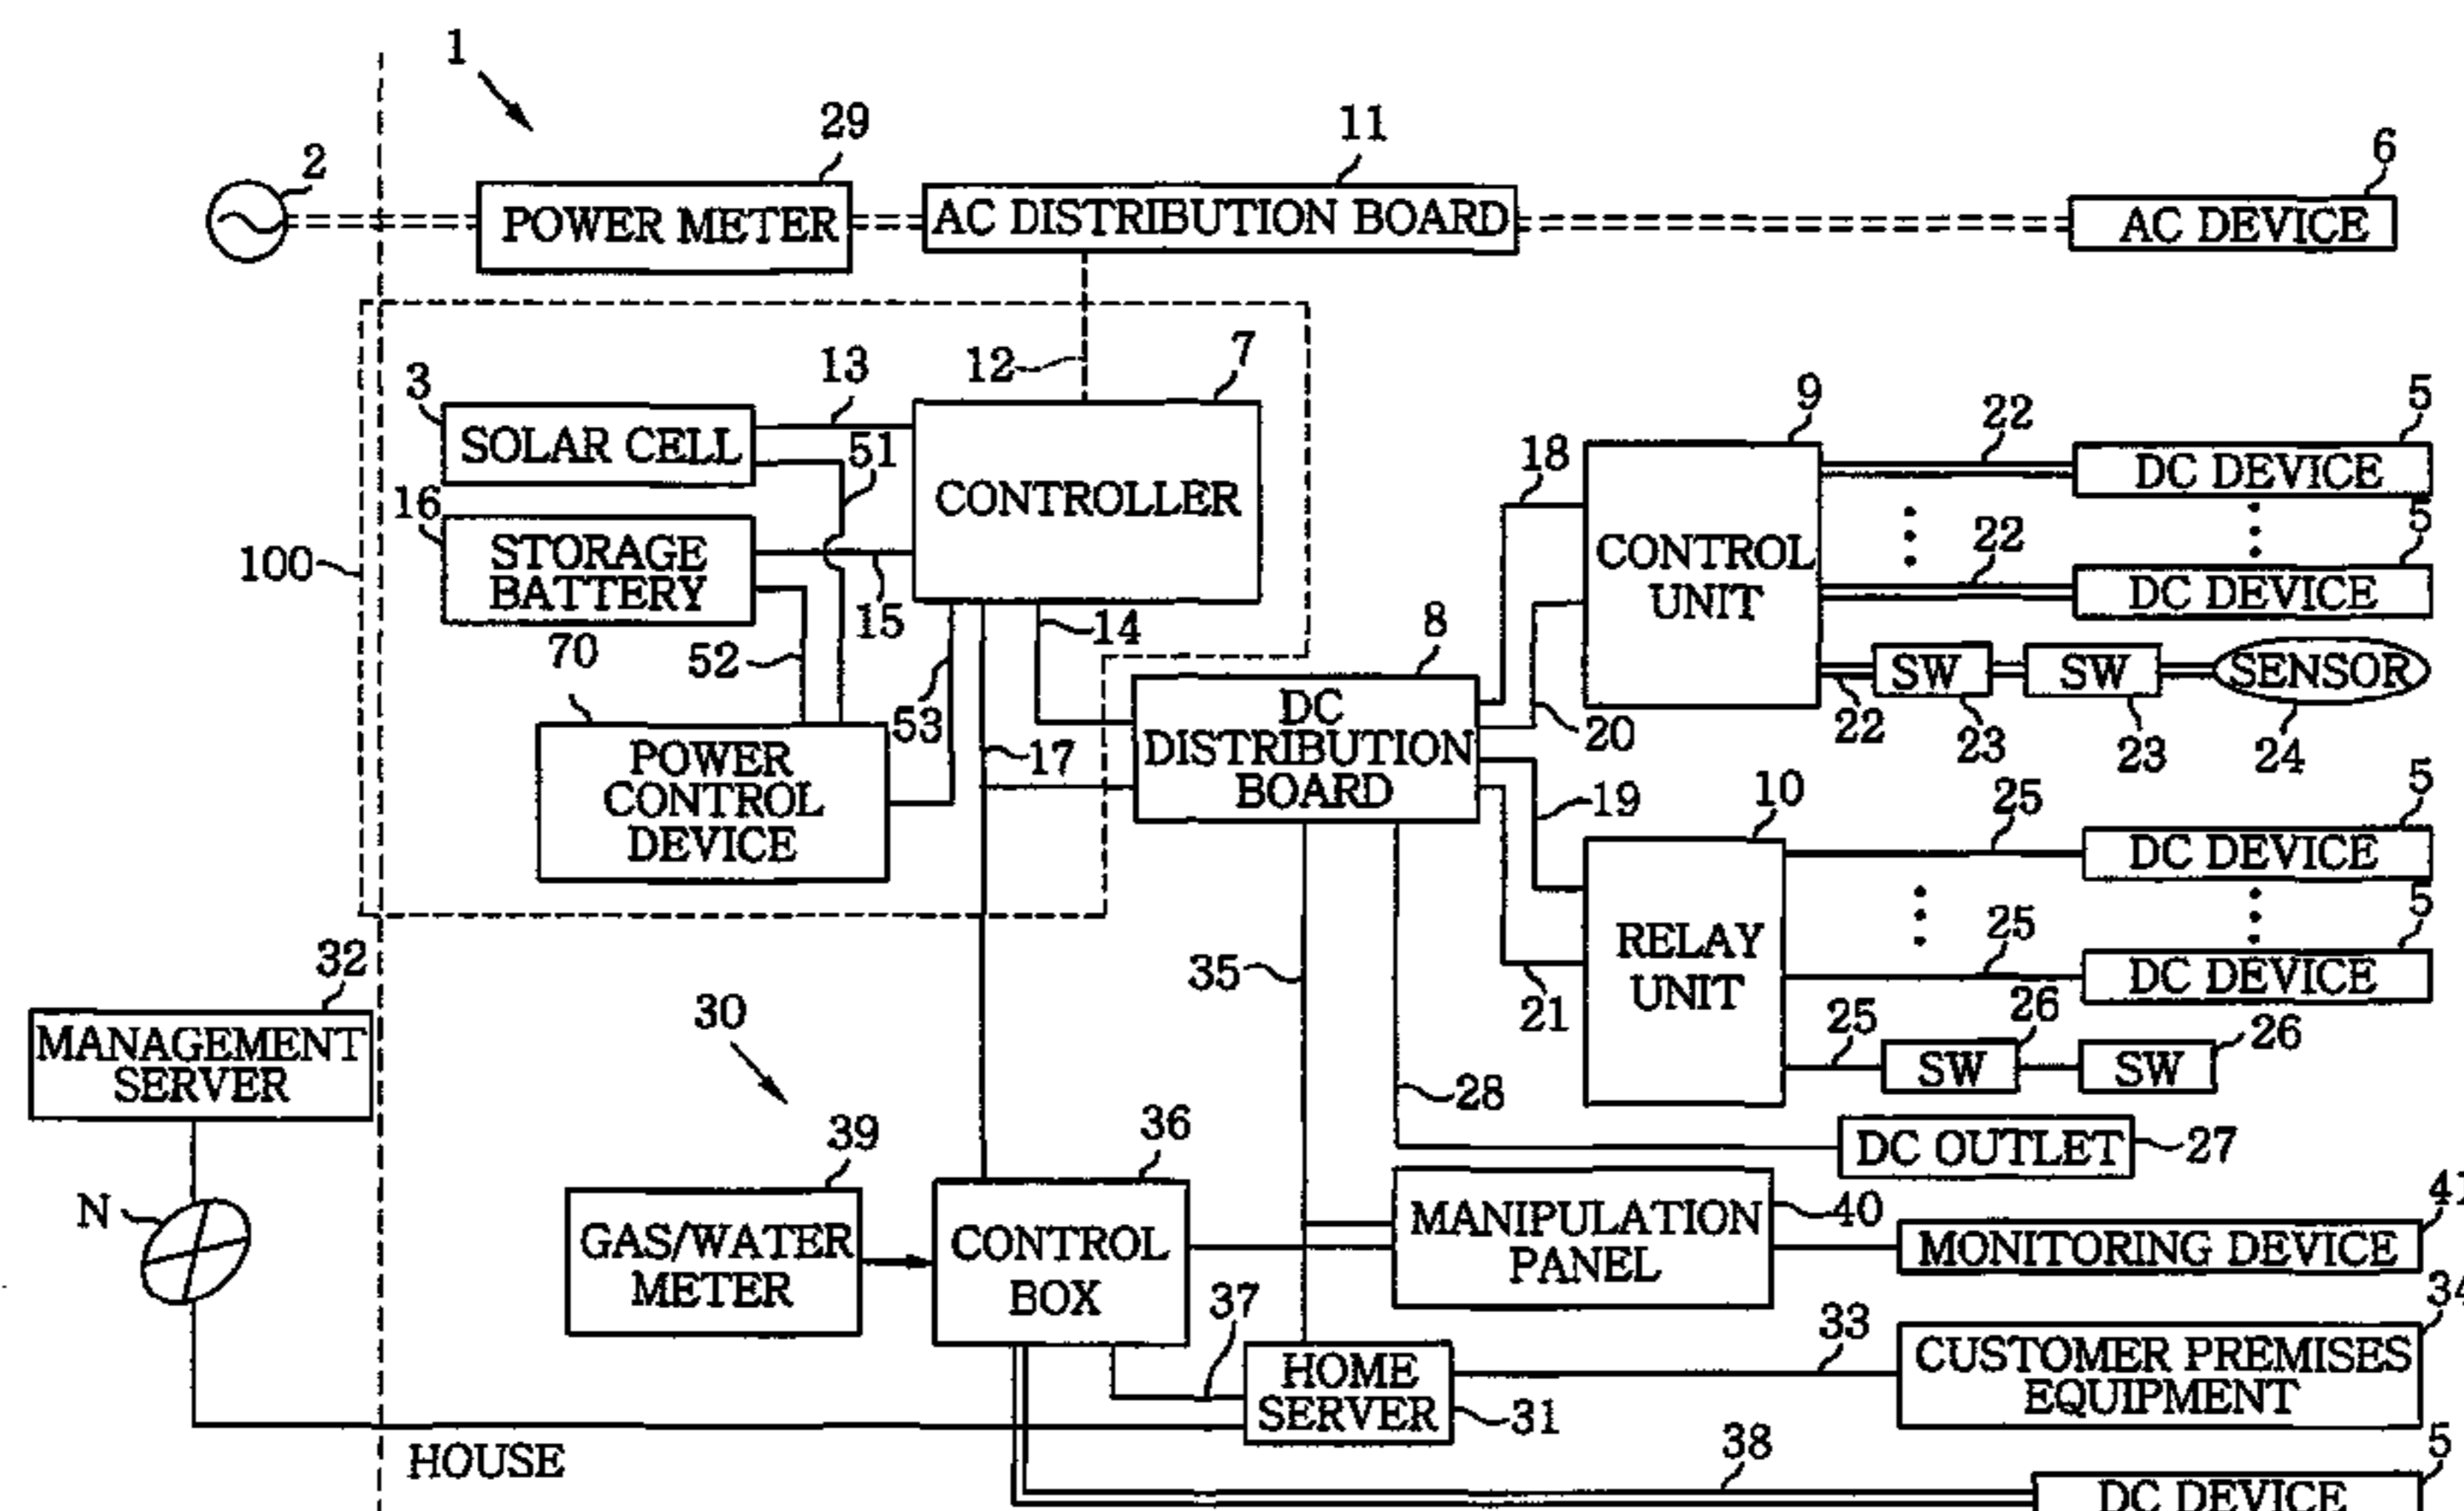 1
29
11
6
2
POWER METER
AC DISTRIBUTION BOARD
AC DEVICE
13
12
7
3
SOLAR CELL
51
9
22
5
18
DC DEVICE
16
CONTROLLER
5
100
STORAGE
BATTERY
CONTROL
UNIT
22
DC DEVICE
15
14
8
70
52
SW
SW
SENSOR
53
DC
DISTRIBUTION
BOARD
20
22
23
23
24
POWER
CONTROL
DEVICE
17
19
10
25
5
DC DEVICE
5
32
35
RELAY
UNIT
25
DC DEVICE
21
30
25
26
26
MANAGEMENT
SERVER
SW
SW
28
39
36
DC OUTLET
27
N
GAS/WATER
METER
CONTROL
BOX
MANIPULATION
PANEL
40
41
MONITORING DEVICE
37
33
34
HOME
SERVER
31
CUSTOMER PREMISES
EQUIPMENT
HOUSE
38
5
DC DEVICE